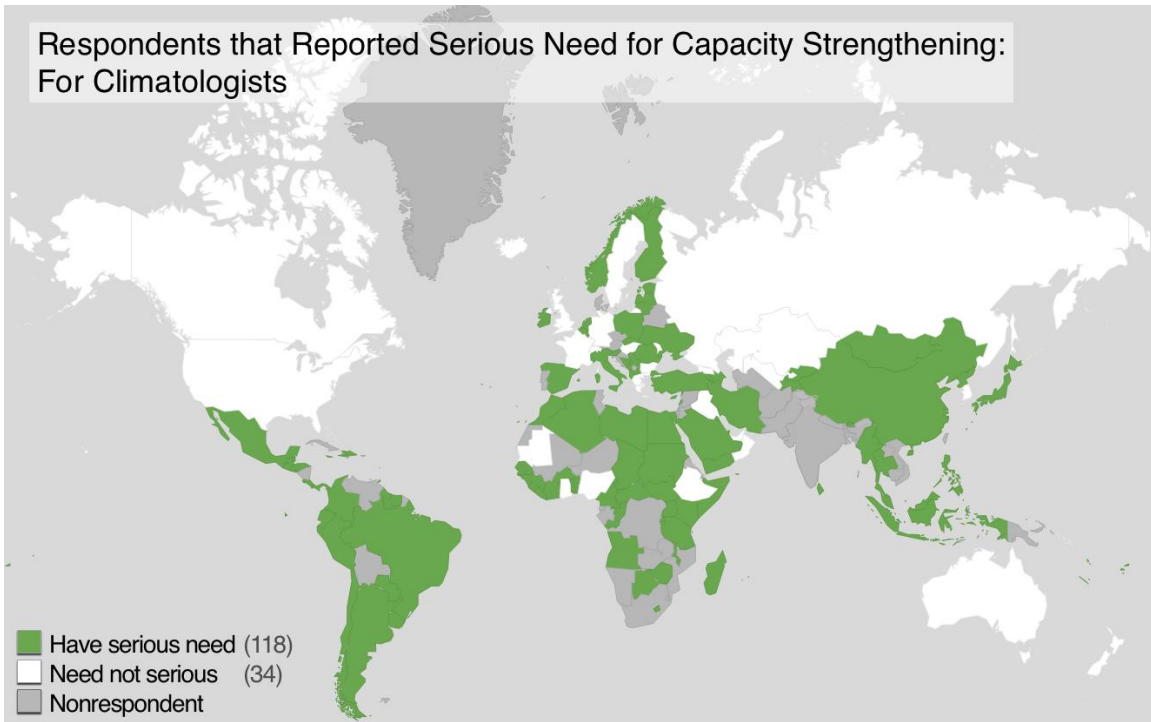 Respondents that Reported Serious Need for Capacity Strengthening:
For Climatologists
Have serious need (118)
Need not serious (34)
Nonrespondent